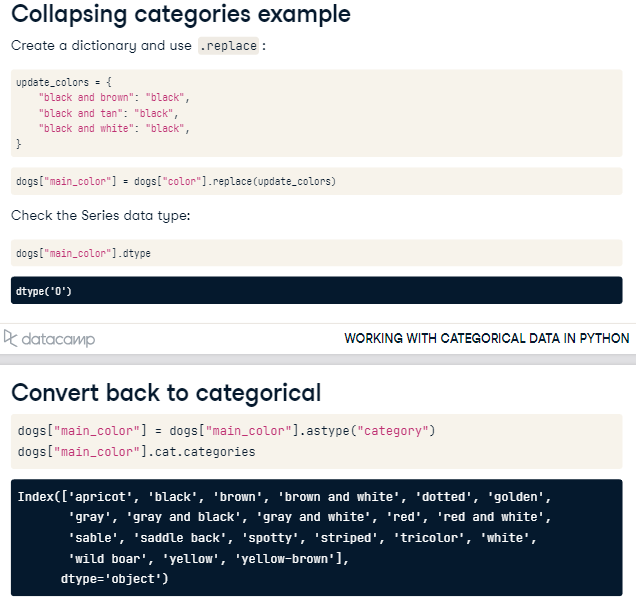 Collapsing categories example
Create a dictionary and use .replace :
update_colors = {
    "black and brown": "black",
    "black and tan": "black",
    "black and white": "black",
}
dogs["main_color"] = dogs["color"].replace(update_colors)
Check the Series data type:
dogs["main_color"].dtype
dtype('O')
datacamp
WORKING WITH CATEGORICAL DATA IN PYTHON
Convert back to categorical
dogs["main_color"] = dogs["main_color"].astype("category")
dogs["main_color"].cat.categories
Index(['apricot', 'black', 'brown', 'brown and white', 'dotted', 'golden',
       'gray', 'gray and black', 'gray and white', 'red', 'red and white',
       'sable', 'saddle back', 'spotty', 'striped', 'tricolor', 'white',
       'wild boar', 'yellow', 'yellow-brown'],
      dtype='object')